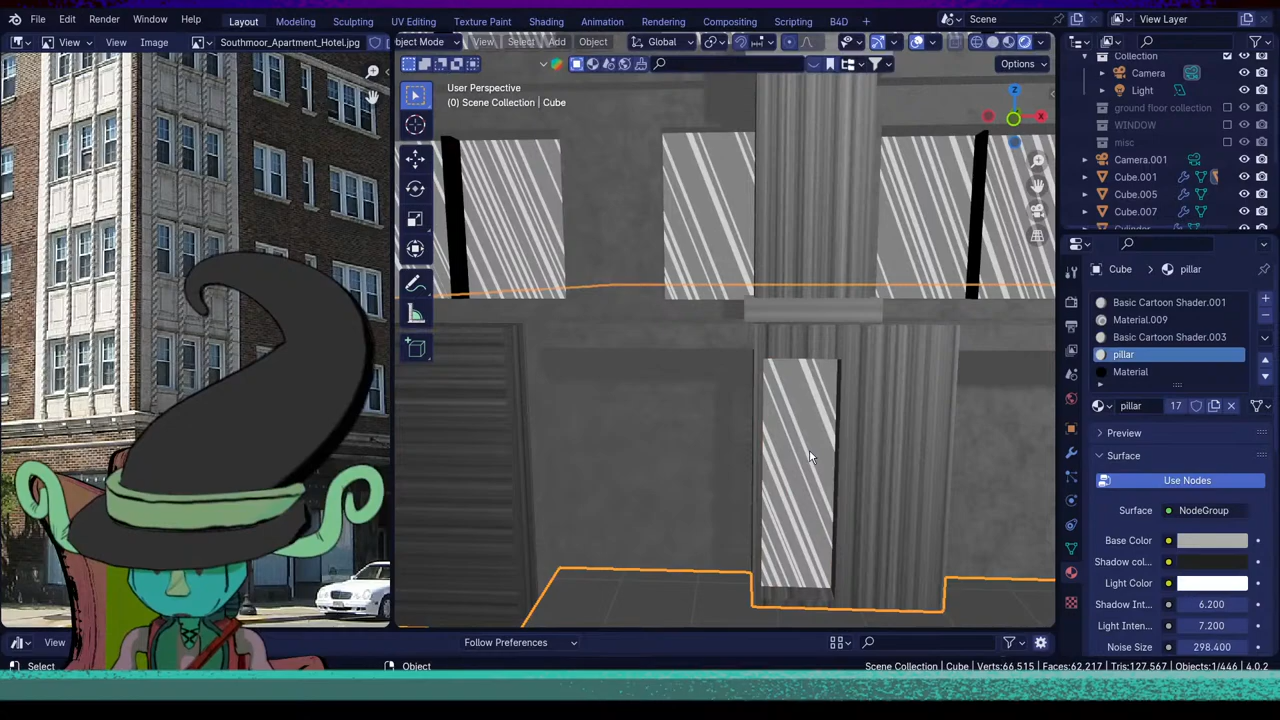 File Edit Render Window Help Layout Modeling Sculpting UV Editing Texture Paint Shading Animation Rendering Compositing Scripting B4D + Scene View Layer
View View Image Southmoor_Apartment_Hotel.jpg
bject Mode View Select Add Object Global
Options
User Perspective
(0) Scene Collection | Cube
Z
X
Collection
Camera
Light
ground floor collection
WINDOW
misc
Camera.001
Cube.001
Cube.005
Cube.007
Cube pillar
Basic Cartoon Shader.001
Material.009
Basic Cartoon Shader.003
pillar
Material
pillar 17
Preview
Surface
Use Nodes
Surface NodeGroup
Base Color
Shadow col...
Light Color
Shadow Int... 6.200
Light Inten... 7.200
Noise Size 298.400
View Follow Preferences
Select Object Scene Collection | Cube | Verts:66,515 | Faces:62,217 | Tris:127,567 | Objects:1/446 | 4.0.2